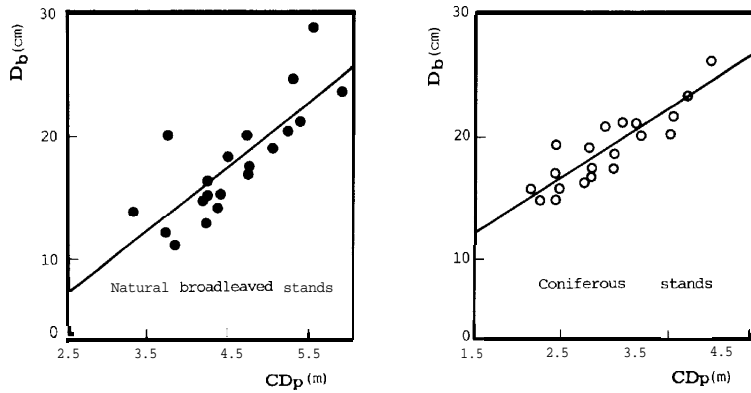 30
20
10
0
Db (cm)
Natural broadleaved stands
2.5 3.5 4.5 5.5
CDp (m)
30
20
10
0
Db (cm)
Coniferous stands
1.5 2.5 3.5 4.5
CDp (m)